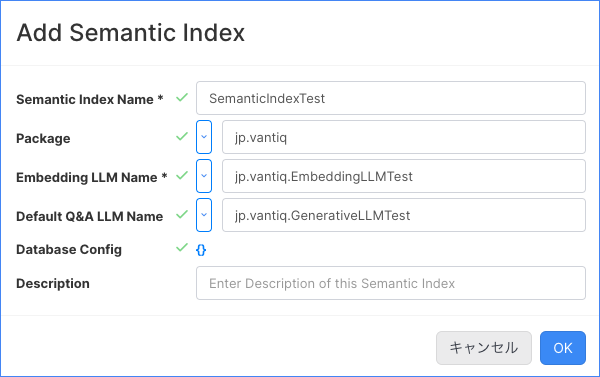 Add Semantic Index
Semantic Index Name * SemanticIndexTest
Package jp.vantiq
Embedding LLM Name * jp.vantiq.EmbeddingLLMTest
Default Q&A LLM Name jp.vantiq.GenerativeLLMTest
Database Config {}
Description Enter Description of this Semantic Index
キャンセル OK